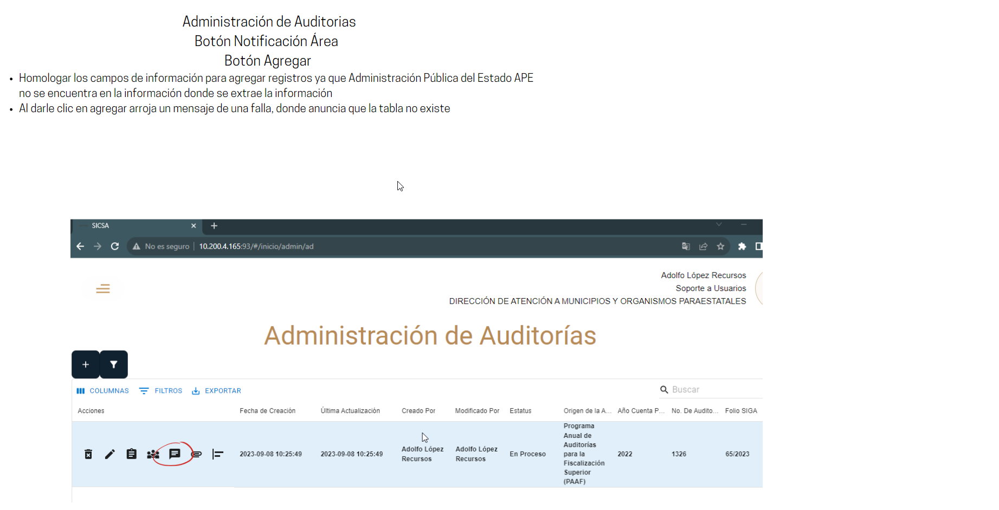 Administración de Auditorias
Botón Notificación Área
Botón Agregar
• Homologar los campos de información para agregar registros ya que Administración Pública del Estado APE
no se encuentra en la información donde se extrae la información
• Al darle clic en agregar arroja un mensaje de una falla, donde anuncia que la tabla no existe
SICSA
No es seguro | 10.200.4.165:93/#/inicio/admin/ad
Adolfo López Recursos
Soporte a Usuarios
DIRECCIÓN DE ATENCIÓN A MUNICIPIOS Y ORGANISMOS PARAESTATALES
Administración de Auditorías
COLUMNAS FILTROS EXPORTAR Buscar
Acciones Fecha de Creación Última Actualización Creado Por Modificado Por Estatus Origen de la A... Año Cuenta P... No. De Audito... Folio SIGA
2023-09-08 10:25:49 2023-09-08 10:25:49 Adolfo López Recursos Adolfo López Recursos En Proceso Programa Anual de Auditorías para la Fiscalización Superior (PAAF) 2022 1326 65/2023